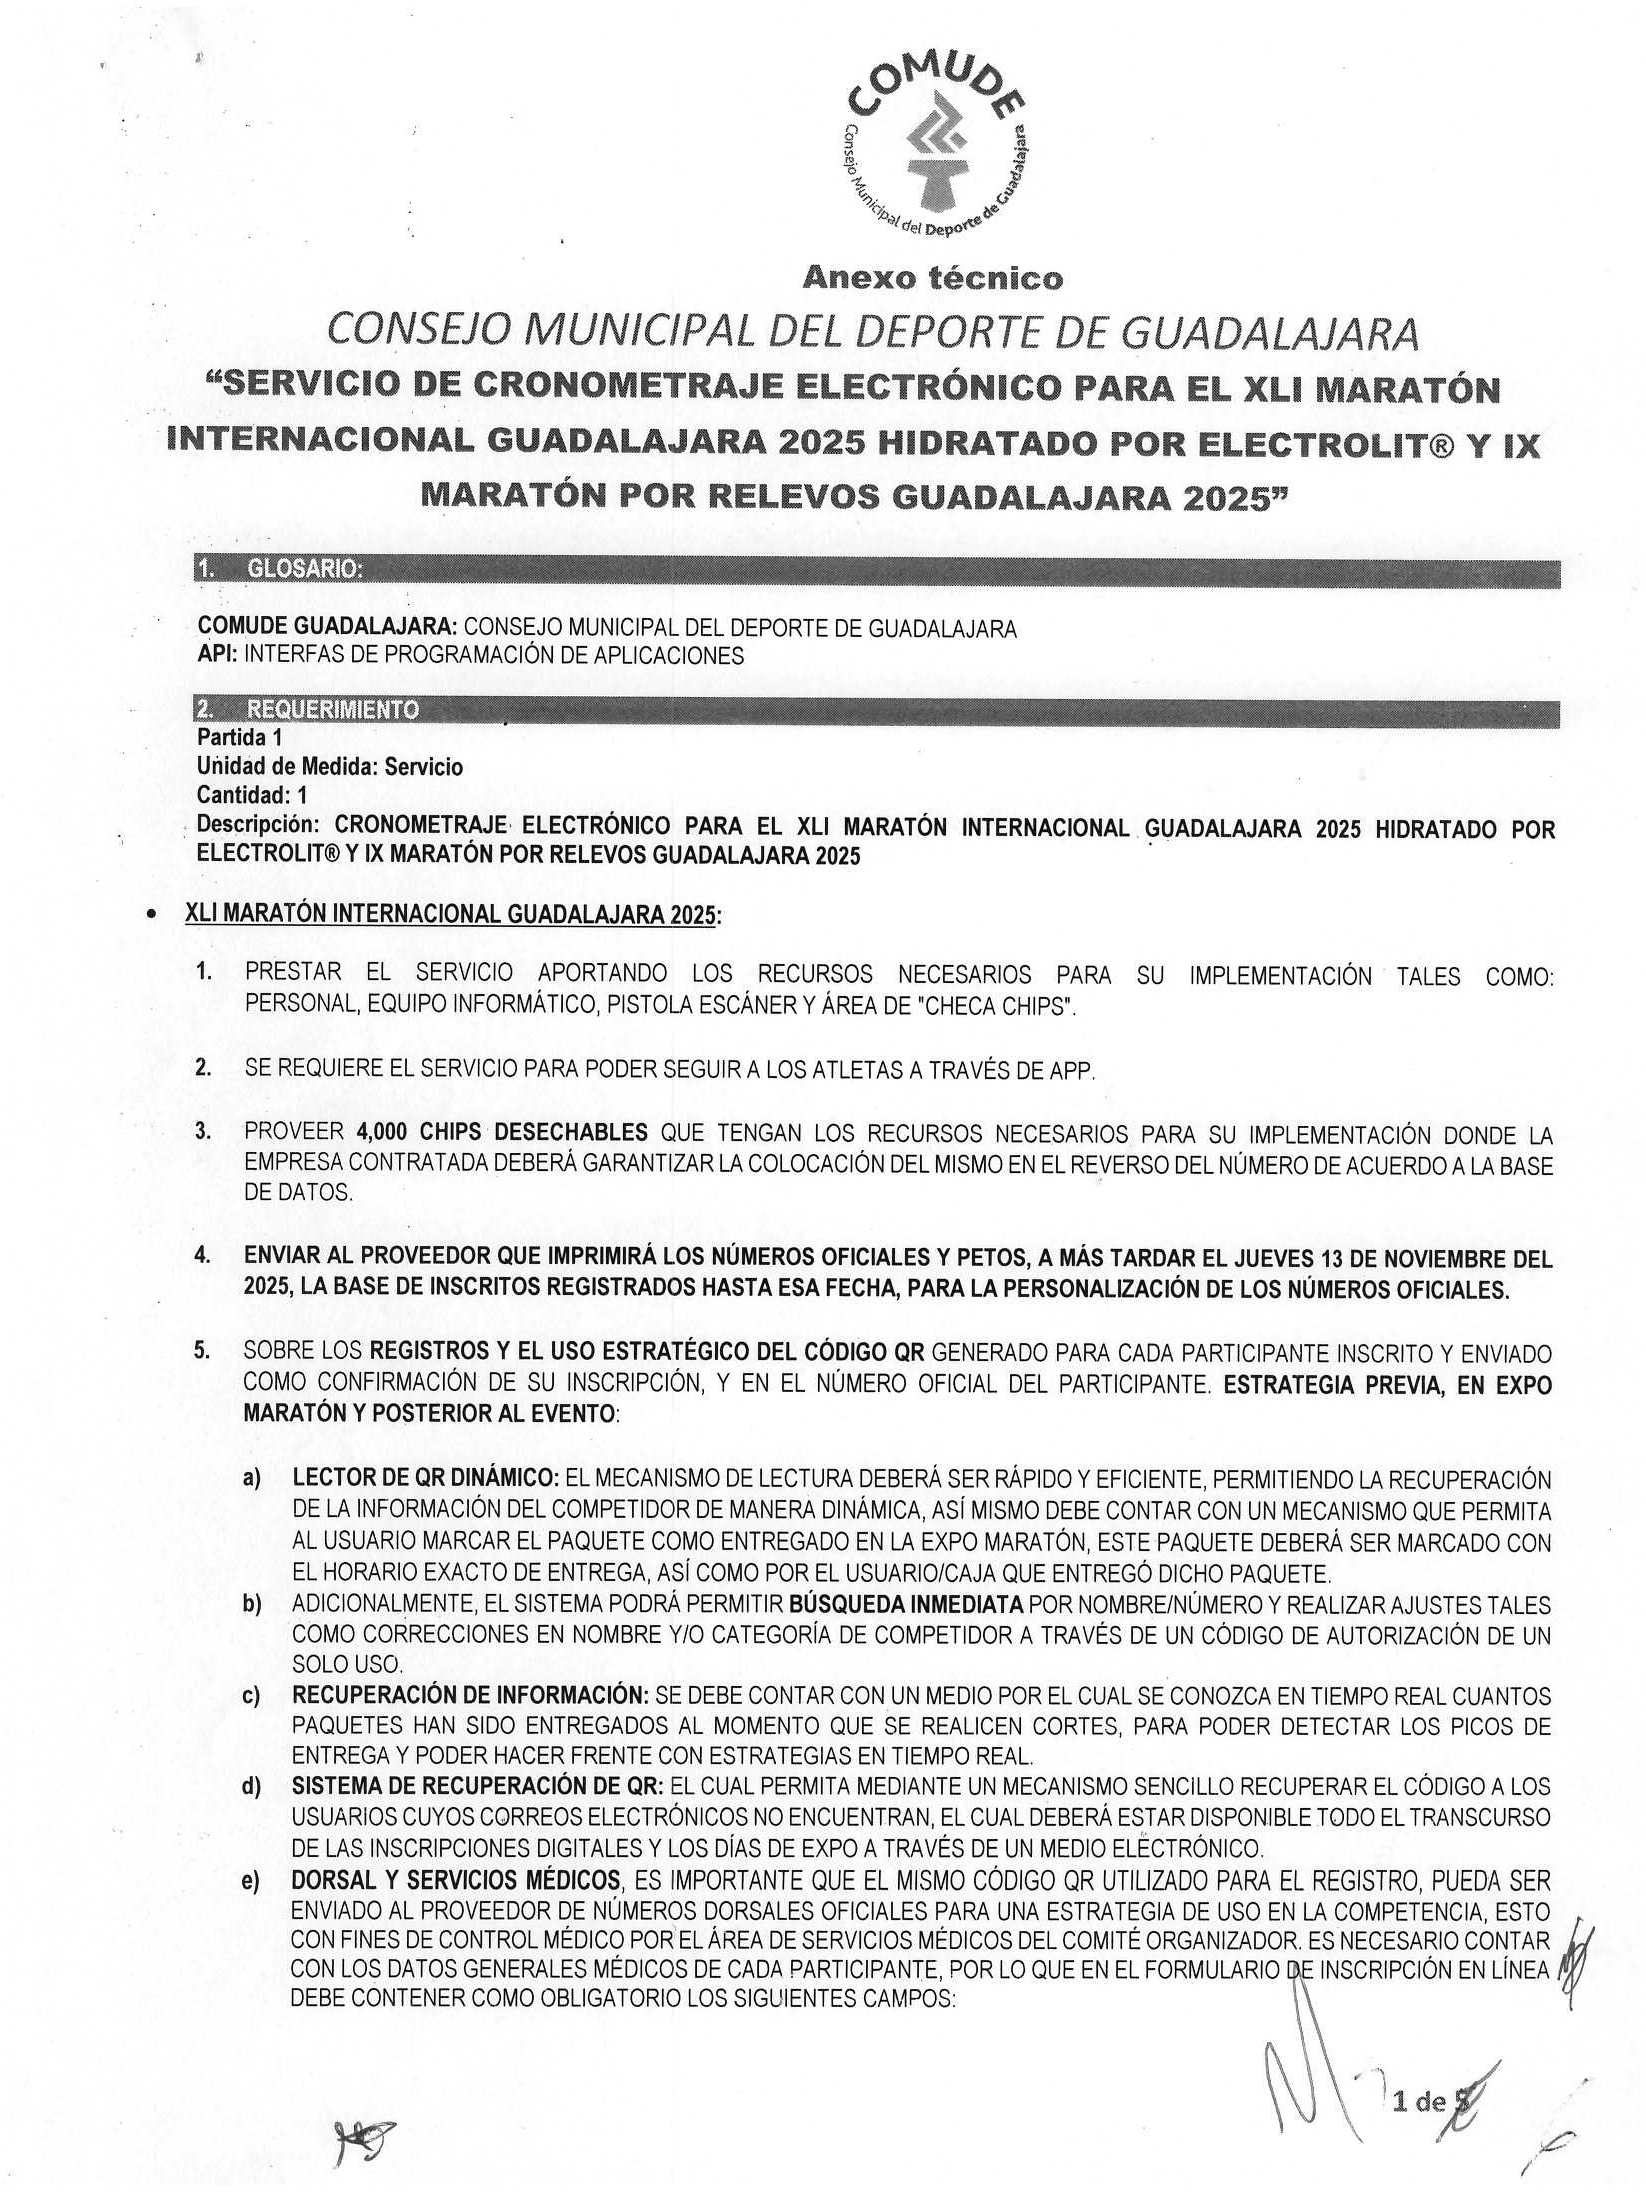 COMUDE
Consejo Municipal del Deporte de Guadalajara
Anexo técnico
CONSEJO MUNICIPAL DEL DEPORTE DE GUADALAJARA
“SERVICIO DE CRONOMETRAJE ELECTRÓNICO PARA EL XLI MARATÓN
INTERNACIONAL GUADALAJARA 2025 HIDRATADO POR ELECTROLIT® Y IX
MARATÓN POR RELEVOS GUADALAJARA 2025”
1. GLOSARIO:
COMUDE GUADALAJARA: CONSEJO MUNICIPAL DEL DEPORTE DE GUADALAJARA
API: INTERFAS DE PROGRAMACIÓN DE APLICACIONES
2. REQUERIMIENTO
Partida 1
Unidad de Medida: Servicio
Cantidad: 1
Descripción: CRONOMETRAJE ELECTRÓNICO PARA EL XLI MARATÓN INTERNACIONAL GUADALAJARA 2025 HIDRATADO POR
ELECTROLIT® Y IX MARATÓN POR RELEVOS GUADALAJARA 2025
• XLI MARATÓN INTERNACIONAL GUADALAJARA 2025:
1. PRESTAR EL SERVICIO APORTANDO LOS RECURSOS NECESARIOS PARA SU IMPLEMENTACIÓN TALES COMO:
PERSONAL, EQUIPO INFORMÁTICO, PISTOLA ESCÁNER Y ÁREA DE "CHECA CHIPS".
2. SE REQUIERE EL SERVICIO PARA PODER SEGUIR A LOS ATLETAS A TRAVÉS DE APP.
3. PROVEER 4,000 CHIPS DESECHABLES QUE TENGAN LOS RECURSOS NECESARIOS PARA SU IMPLEMENTACIÓN DONDE LA
EMPRESA CONTRATADA DEBERÁ GARANTIZAR LA COLOCACIÓN DEL MISMO EN EL REVERSO DEL NÚMERO DE ACUERDO A LA BASE
DE DATOS.
4. ENVIAR AL PROVEEDOR QUE IMPRIMIRÁ LOS NÚMEROS OFICIALES Y PETOS, A MÁS TARDAR EL JUEVES 13 DE NOVIEMBRE DEL
2025, LA BASE DE INSCRITOS REGISTRADOS HASTA ESA FECHA, PARA LA PERSONALIZACIÓN DE LOS NÚMEROS OFICIALES.
5. SOBRE LOS REGISTROS Y EL USO ESTRATÉGICO DEL CÓDIGO QR GENERADO PARA CADA PARTICIPANTE INSCRITO Y ENVIADO
COMO CONFIRMACIÓN DE SU INSCRIPCIÓN, Y EN EL NÚMERO OFICIAL DEL PARTICIPANTE. ESTRATEGIA PREVIA, EN EXPO
MARATÓN Y POSTERIOR AL EVENTO:
a) LECTOR DE QR DINÁMICO: EL MECANISMO DE LECTURA DEBERÁ SER RÁPIDO Y EFICIENTE, PERMITIENDO LA RECUPERACIÓN
DE LA INFORMACIÓN DEL COMPETIDOR DE MANERA DINÁMICA, ASÍ MISMO DEBE CONTAR CON UN MECANISMO QUE PERMITA
AL USUARIO MARCAR EL PAQUETE COMO ENTREGADO EN LA EXPO MARATÓN, ESTE PAQUETE DEBERÁ SER MARCADO CON
EL HORARIO EXACTO DE ENTREGA, ASÍ COMO POR EL USUARIO/CAJA QUE ENTREGÓ DICHO PAQUETE.
b) ADICIONALMENTE, EL SISTEMA PODRÁ PERMITIR BÚSQUEDA INMEDIATA POR NOMBRE/NÚMERO Y REALIZAR AJUSTES TALES
COMO CORRECCIONES EN NOMBRE Y/O CATEGORÍA DE COMPETIDOR A TRAVÉS DE UN CÓDIGO DE AUTORIZACIÓN DE UN
SOLO USO.
c) RECUPERACIÓN DE INFORMACIÓN: SE DEBE CONTAR CON UN MEDIO POR EL CUAL SE CONOZCA EN TIEMPO REAL CUANTOS
PAQUETES HAN SIDO ENTREGADOS AL MOMENTO QUE SE REALICEN CORTES, PARA PODER DETECTAR LOS PICOS DE
ENTREGA Y PODER HACER FRENTE CON ESTRATEGIAS EN TIEMPO REAL.
d) SISTEMA DE RECUPERACIÓN DE QR: EL CUAL PERMITA MEDIANTE UN MECANISMO SENCILLO RECUPERAR EL CÓDIGO A LOS
USUARIOS CUYOS CORREOS ELECTRÓNICOS NO ENCUENTRAN, EL CUAL DEBERÁ ESTAR DISPONIBLE TODO EL TRANSCURSO
DE LAS INSCRIPCIONES DIGITALES Y LOS DÍAS DE EXPO A TRAVÉS DE UN MEDIO ELECTRÓNICO.
e) DORSAL Y SERVICIOS MÉDICOS, ES IMPORTANTE QUE EL MISMO CÓDIGO QR UTILIZADO PARA EL REGISTRO, PUEDA SER
ENVIADO AL PROVEEDOR DE NÚMEROS DORSALES OFICIALES PARA UNA ESTRATEGIA DE USO EN LA COMPETENCIA, ESTO
CON FINES DE CONTROL MÉDICO POR EL ÁREA DE SERVICIOS MÉDICOS DEL COMITÉ ORGANIZADOR. ES NECESARIO CONTAR
CON LOS DATOS GENERALES MÉDICOS DE CADA PARTICIPANTE, POR LO QUE EN EL FORMULARIO DE INSCRIPCIÓN EN LÍNEA
DEBE CONTENER COMO OBLIGATORIO LOS SIGUIENTES CAMPOS:
1 de 5